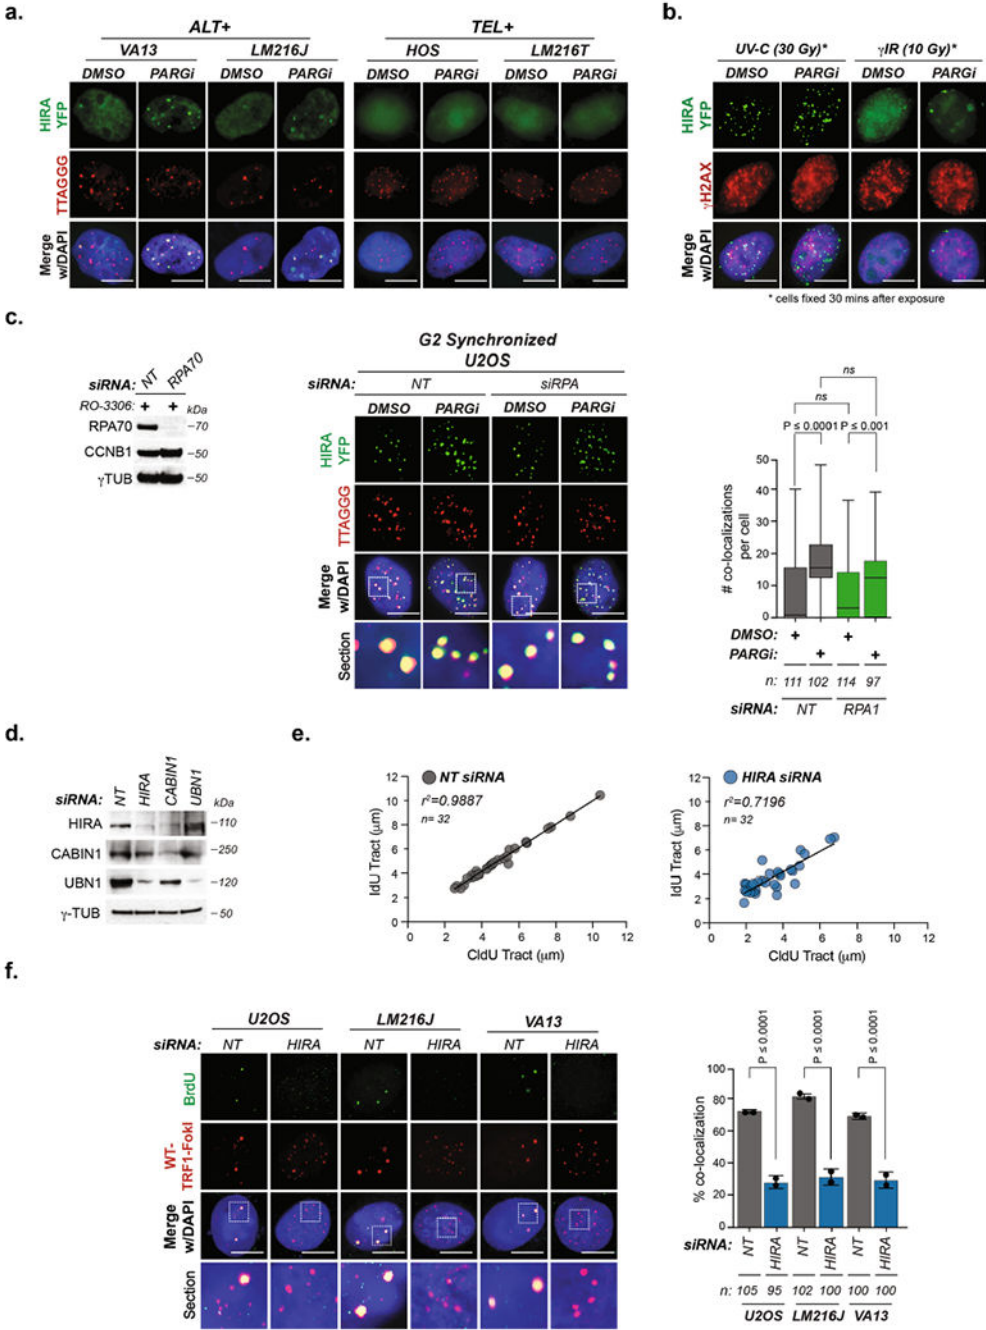 a.
ALT+
TEL+
VA13
LM216J
HOS
LM216T
DMSO PARGi DMSO PARGi DMSO PARGi DMSO PARGi
HIRA
YFP
TTAGGG
Merge
w/DAPI
b.
UV-C (30 Gy)*
γIR (10 Gy)*
DMSO PARGi DMSO PARGi
HIRA
YFP
γH2AX
Merge
w/DAPI
* cells fixed 30 mins after exposure
c.
siRNA: NT RPA70
RO-3306: + + kDa
RPA70 –70
CCNB1 –50
γTUB –50
G2 Synchronized
U2OS
siRNA: NT siRPA
DMSO PARGi DMSO PARGi
HIRA
YFP
TTAGGG
Merge
w/DAPI
Section
ns
ns
P ≤ 0.0001 P ≤ 0.001
# co-localizations
per cell
50
40
30
20
10
0
DMSO: + +
PARGi: + +
n: 111 102 114 97
siRNA: NT RPA1
d.
siRNA: NT HIRA CABIN1 UBN1 kDa
HIRA –110
CABIN1 –250
UBN1 –120
γ-TUB – 50
e.
NT siRNA
r²=0.9887
n= 32
IdU Tract (μm)
12
10
8
6
4
2
0
0 2 4 6 8 10 12
CldU Tract (μm)
HIRA siRNA
r²=0.7196
n= 32
IdU Tract (μm)
12
10
8
6
4
2
0
0 2 4 6 8 10 12
CldU Tract (μm)
f.
U2OS LM216J VA13
siRNA: NT HIRA NT HIRA NT HIRA
BrdU
WT-
TRF1-FokI
Merge
w/DAPI
Section
P ≤ 0.0001 P ≤ 0.0001 P ≤ 0.0001
% co-localization
100
80
60
40
20
0
siRNA: NT HIRA NT HIRA NT HIRA
n: 105 95 102 100 100 100
U2OS LM216J VA13